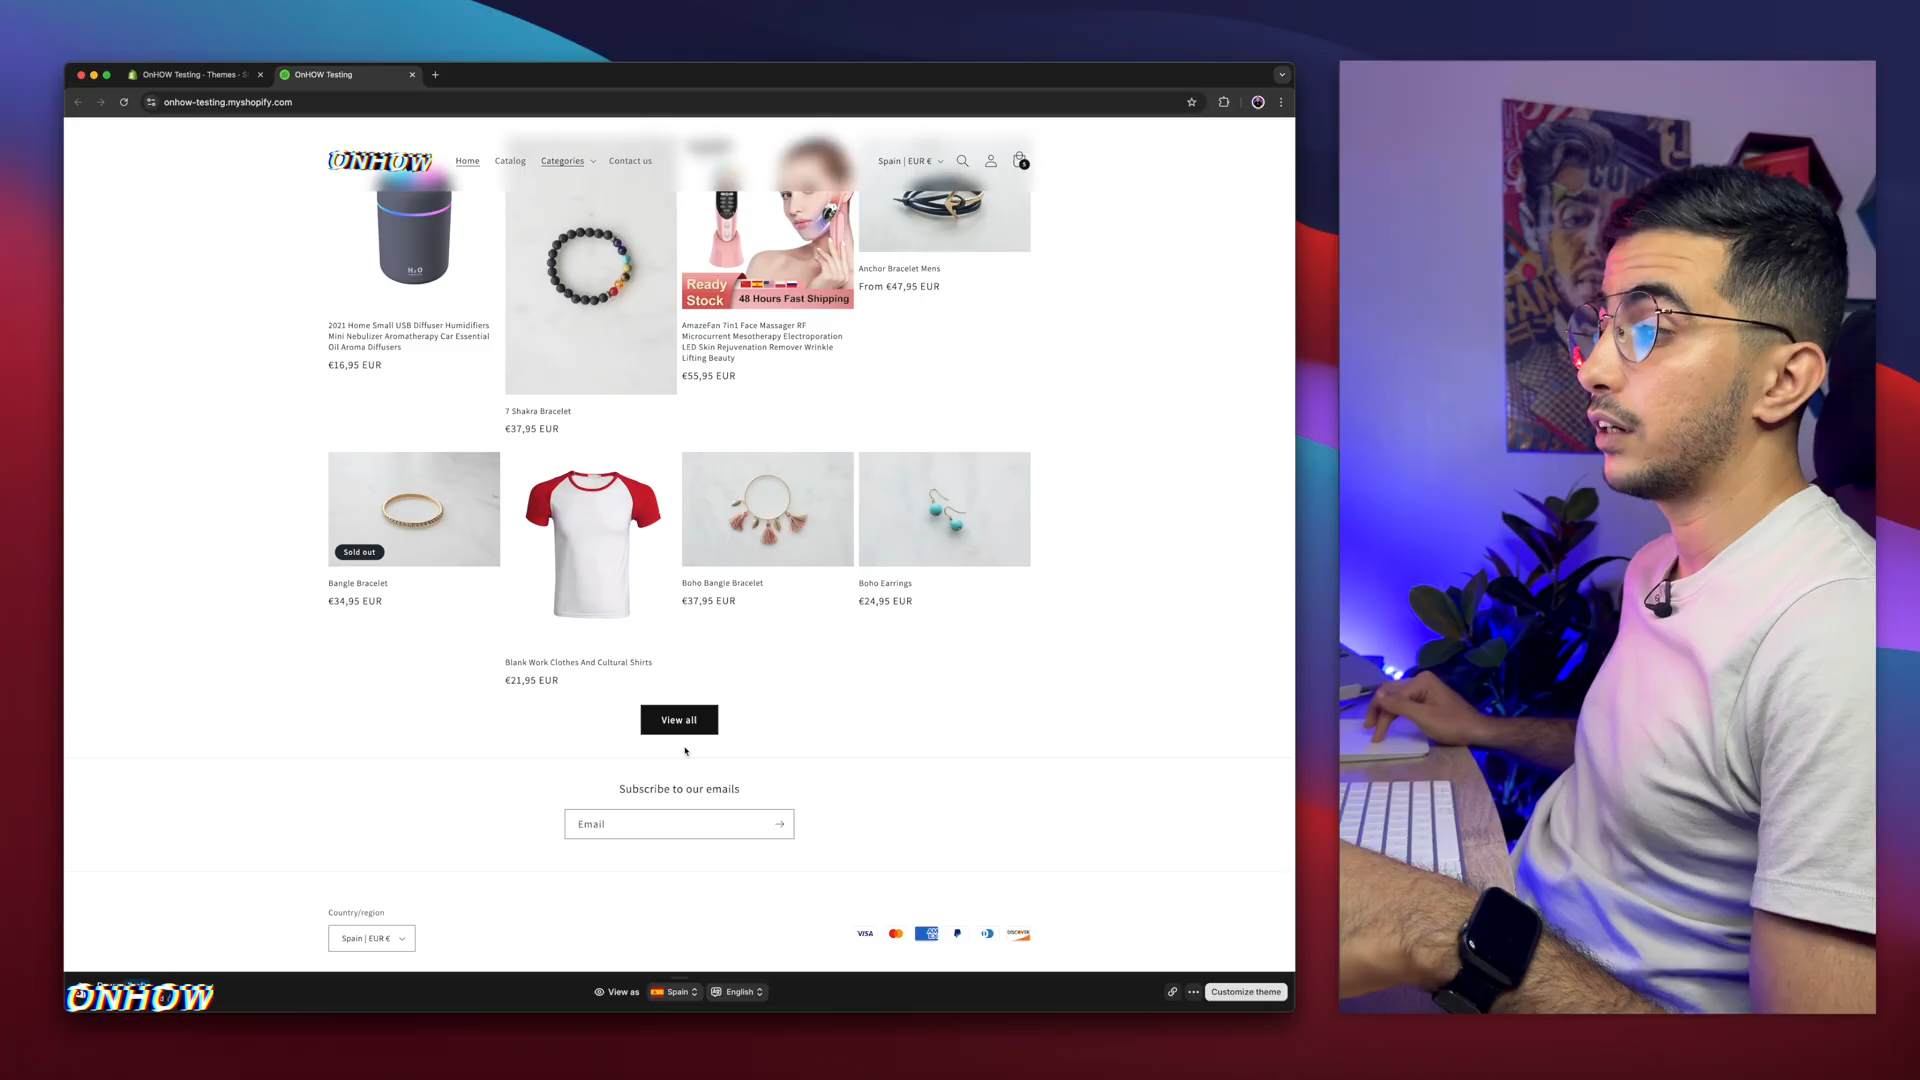 OnHOW Testing - Themes - S
OnHOW Testing
onhow-testing.myshopify.com
ONHOW
Home
Catalog
Categories
Contact us
Spain | EUR €
5
H₂O
Ready
Stock
48 Hours Fast Shipping
Anchor Bracelet Mens
From €47,95 EUR
2021 Home Small USB Diffuser Humidifiers
Mini Nebulizer Aromatherapy Car Essential
Oil Aroma Diffusers
€16,95 EUR
AmazeFan 7in1 Face Massager RF
Microcurrent Mesotherapy Electroporation
LED Skin Rejuvenation Remover Wrinkle
Lifting Beauty
€55,95 EUR
7 Shakra Bracelet
€37,95 EUR
Sold out
Bangle Bracelet
€34,95 EUR
Boho Bangle Bracelet
€37,95 EUR
Boho Earrings
€24,95 EUR
Blank Work Clothes And Cultural Shirts
€21,95 EUR
View all
Subscribe to our emails
Email
Country/region
Spain | EUR €
VISA
DISCOVER
ONHOW
View as
Spain
English
Customize theme